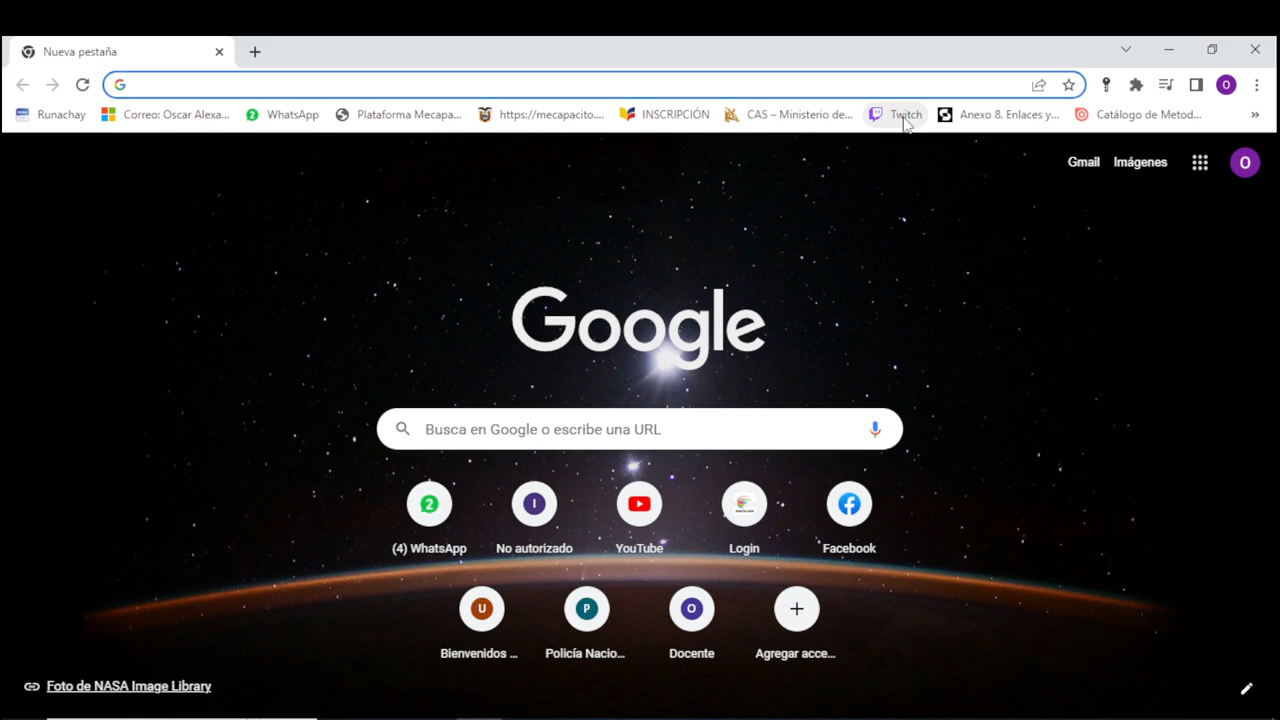 Nueva pestaña
Runachay Correo: Oscar Alexa... 2 WhatsApp Plataforma Mecapa... https://mecapacito.... INSCRIPCIÓN CAS – Ministerio de... Twitch Anexo 8. Enlaces y... Catálogo de Metod... »
O
Gmail Imágenes O
Google
Busca en Google o escribe una URL
2 I
(4) WhatsApp No autorizado YouTube Login Facebook
U P O
Bienvenidos ... Policía Nacio... Docente Agregar acce...
Foto de NASA Image Library